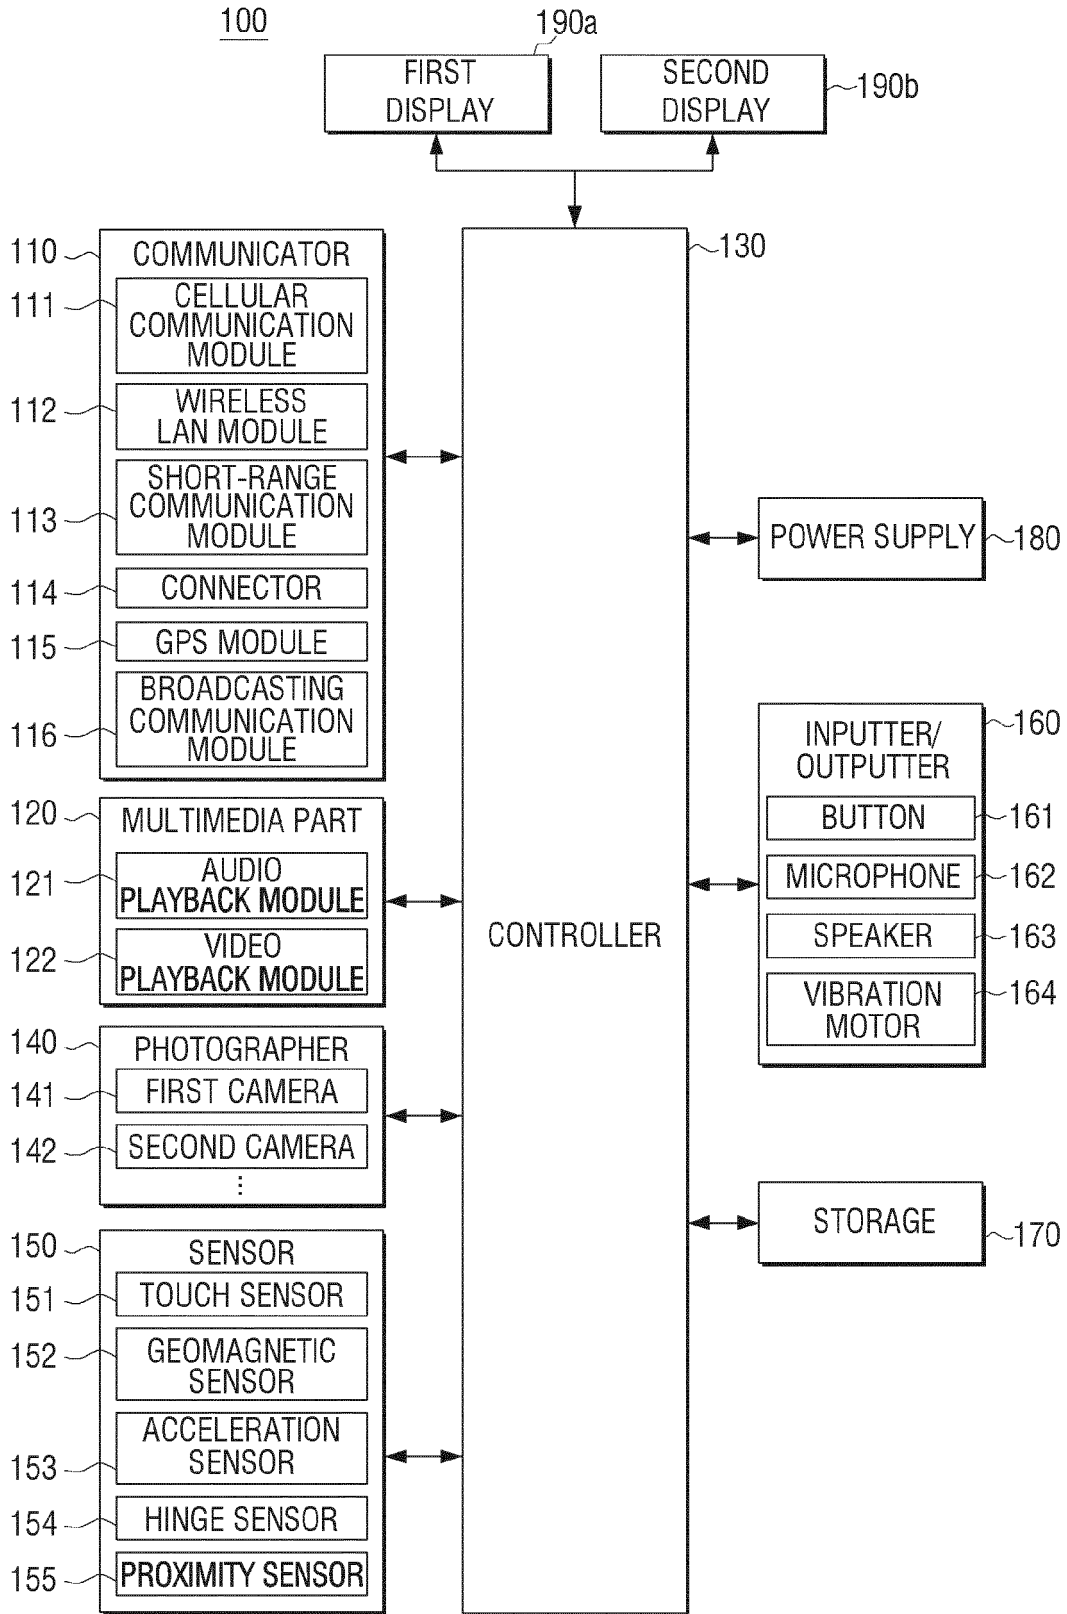 100
190a
FIRST
DISPLAY
SECOND
DISPLAY
190b
110
COMMUNICATOR
111
CELLULAR
COMMUNICATION
MODULE
112
WIRELESS
LAN MODULE
113
SHORT-RANGE
COMMUNICATION
MODULE
114
CONNECTOR
115
GPS MODULE
116
BROADCASTING
COMMUNICATION
MODULE
120
MULTIMEDIA PART
121
AUDIO
PLAYBACK MODULE
122
VIDEO
PLAYBACK MODULE
140
PHOTOGRAPHER
141
FIRST CAMERA
142
SECOND CAMERA
⋮
150
SENSOR
151
TOUCH SENSOR
152
GEOMAGNETIC
SENSOR
153
ACCELERATION
SENSOR
154
HINGE SENSOR
155
PROXIMITY SENSOR
130
CONTROLLER
POWER SUPPLY
180
160
INPUTTER/
OUTPUTTER
BUTTON
161
MICROPHONE
162
SPEAKER
163
VIBRATION
MOTOR
164
STORAGE
170